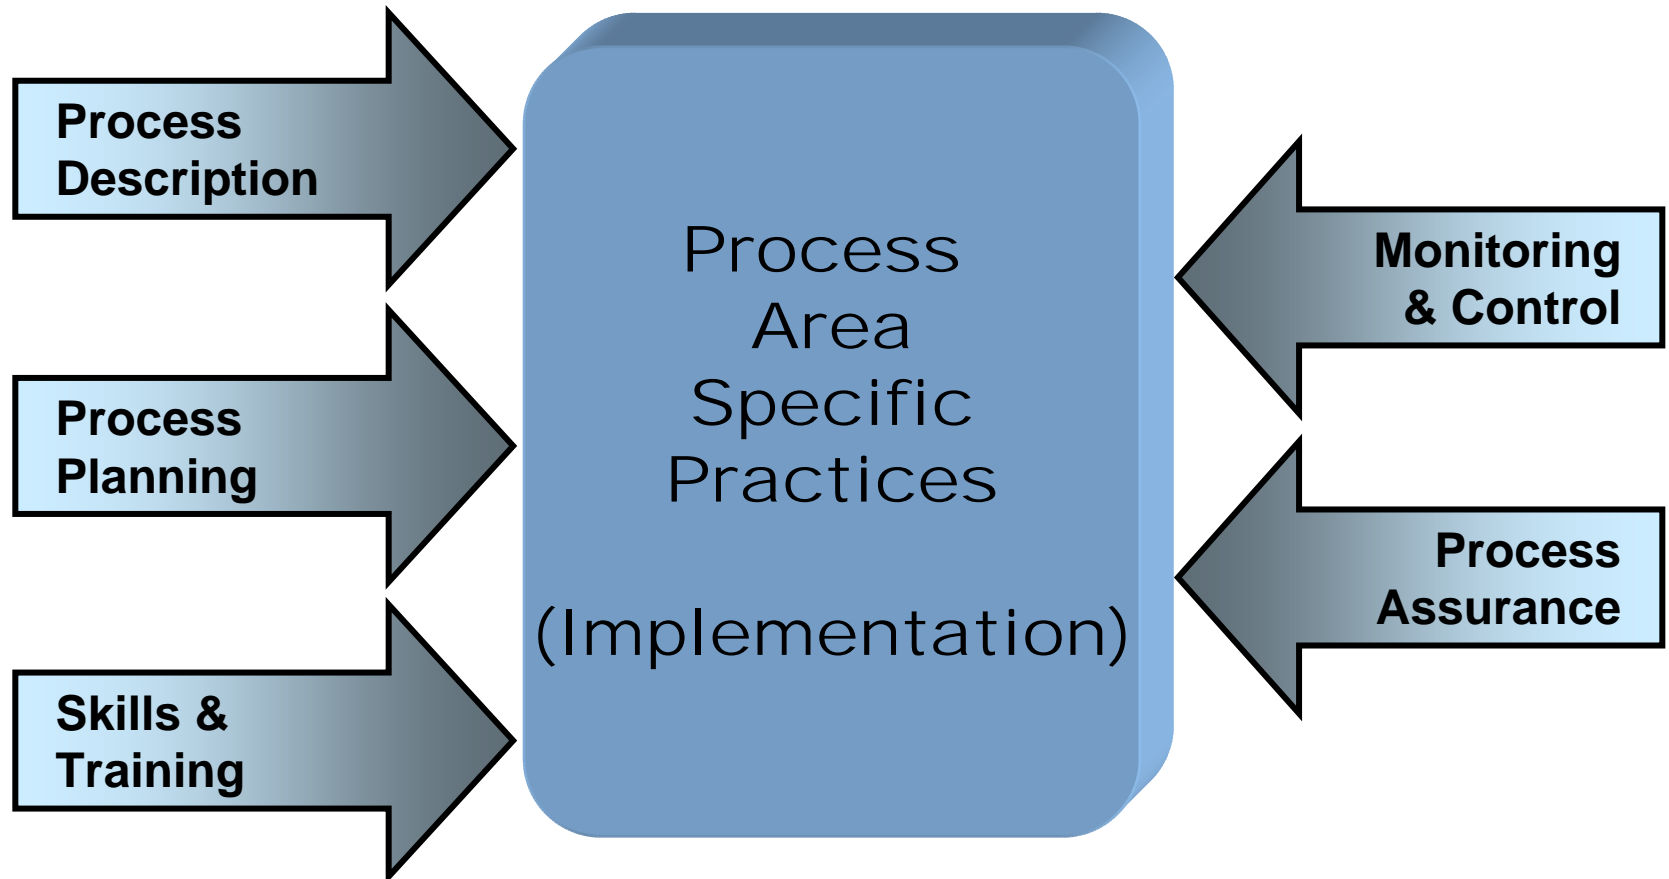 Process
Description
Process
Planning
Skills &
Training
Process
Area
Specific
Practices
(Implementation)
Monitoring
& Control
Process
Assurance